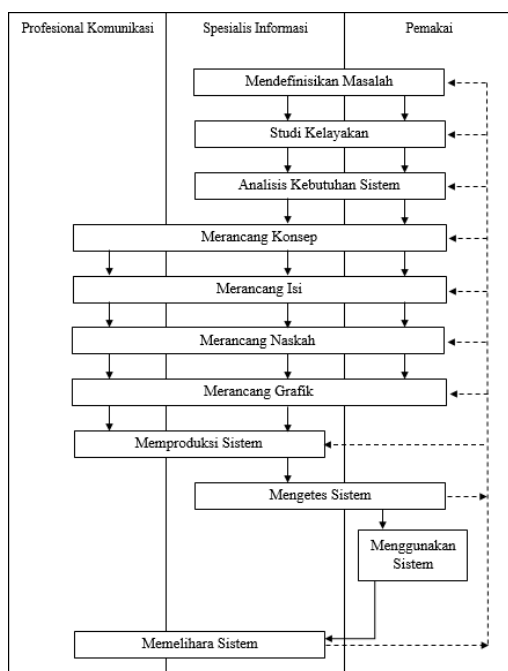 Profesional Komunikasi
Spesialis Informasi
Pemakai
Mendefinisikan Masalah
Studi Kelayakan
Analisis Kebutuhan Sistem
Merancang Konsep
Merancang Isi
Merancang Naskah
Merancang Grafik
Memproduksi Sistem
Mengetes Sistem
Menggunakan
Sistem
Memelihara Sistem